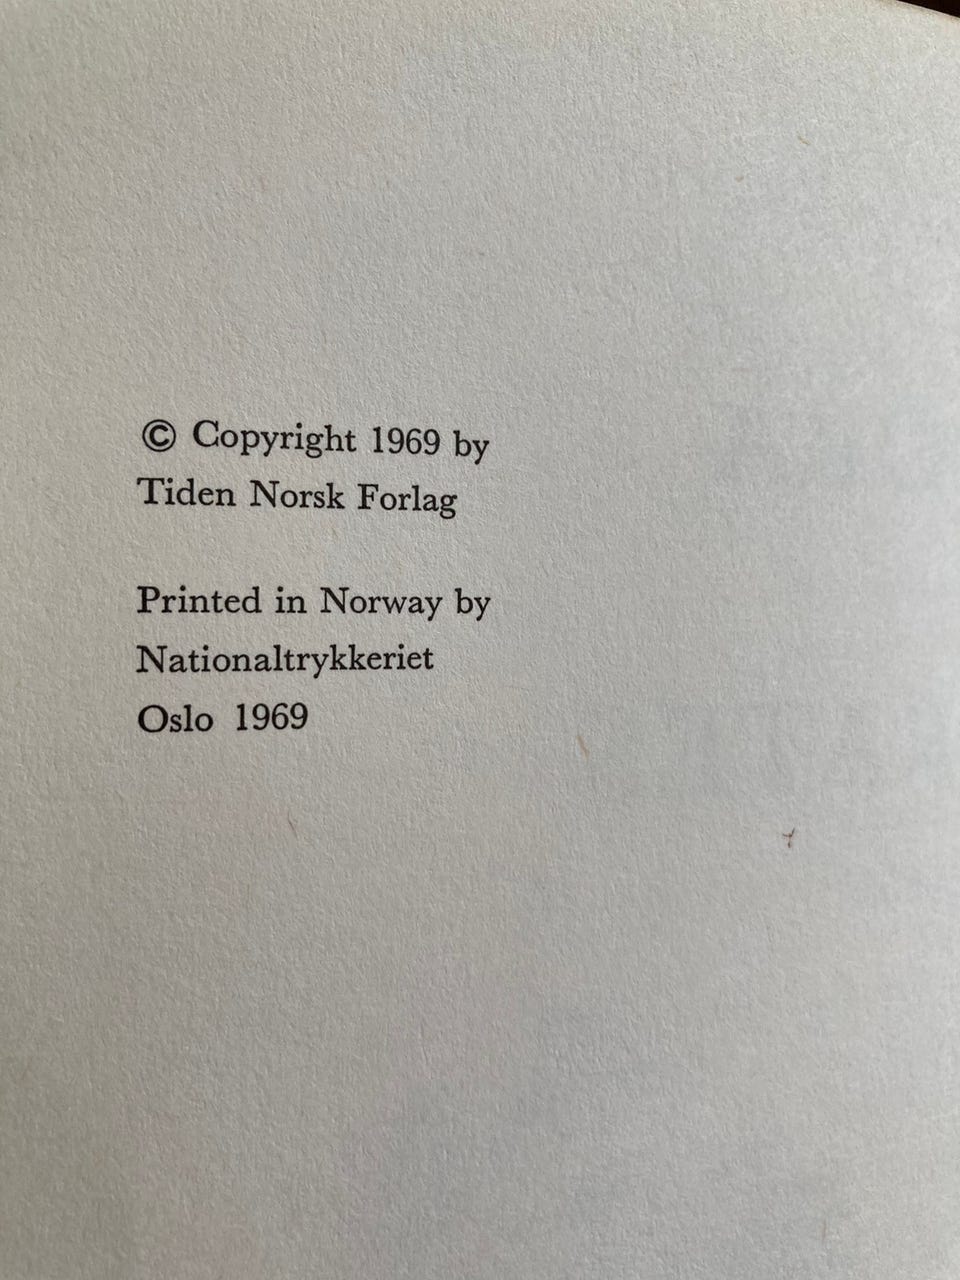 © Copyright 1969 by
Tiden Norsk Forlag
Printed in Norway by
Nationaltrykkeriet
Oslo 1969